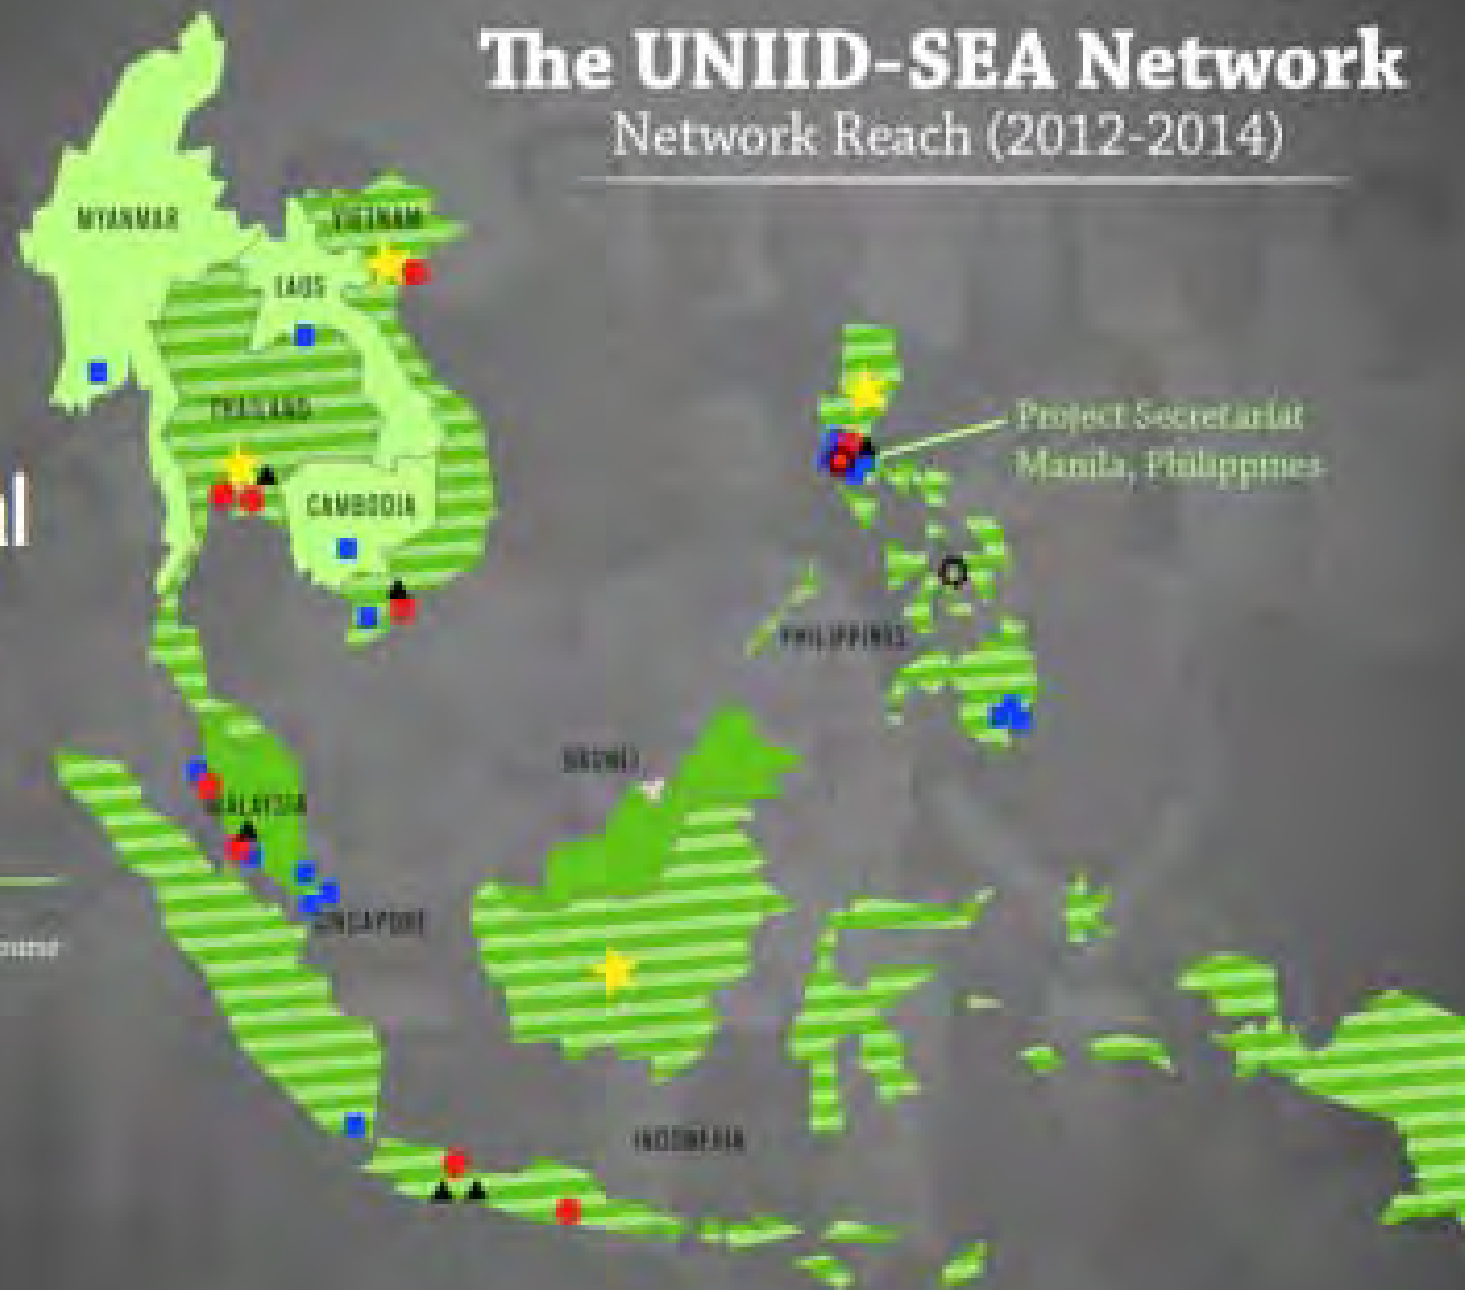 The UNIID-SEA Network
Network Reach (2012-2014)
MYANMAR
VIETNAM
LAOS
THAILAND
CAMBODIA
Project Secretariat
Manila, Philippines
PHILIPPINES
BRUNEI
MALAYSIA
SINGAPORE
INDONESIA
al